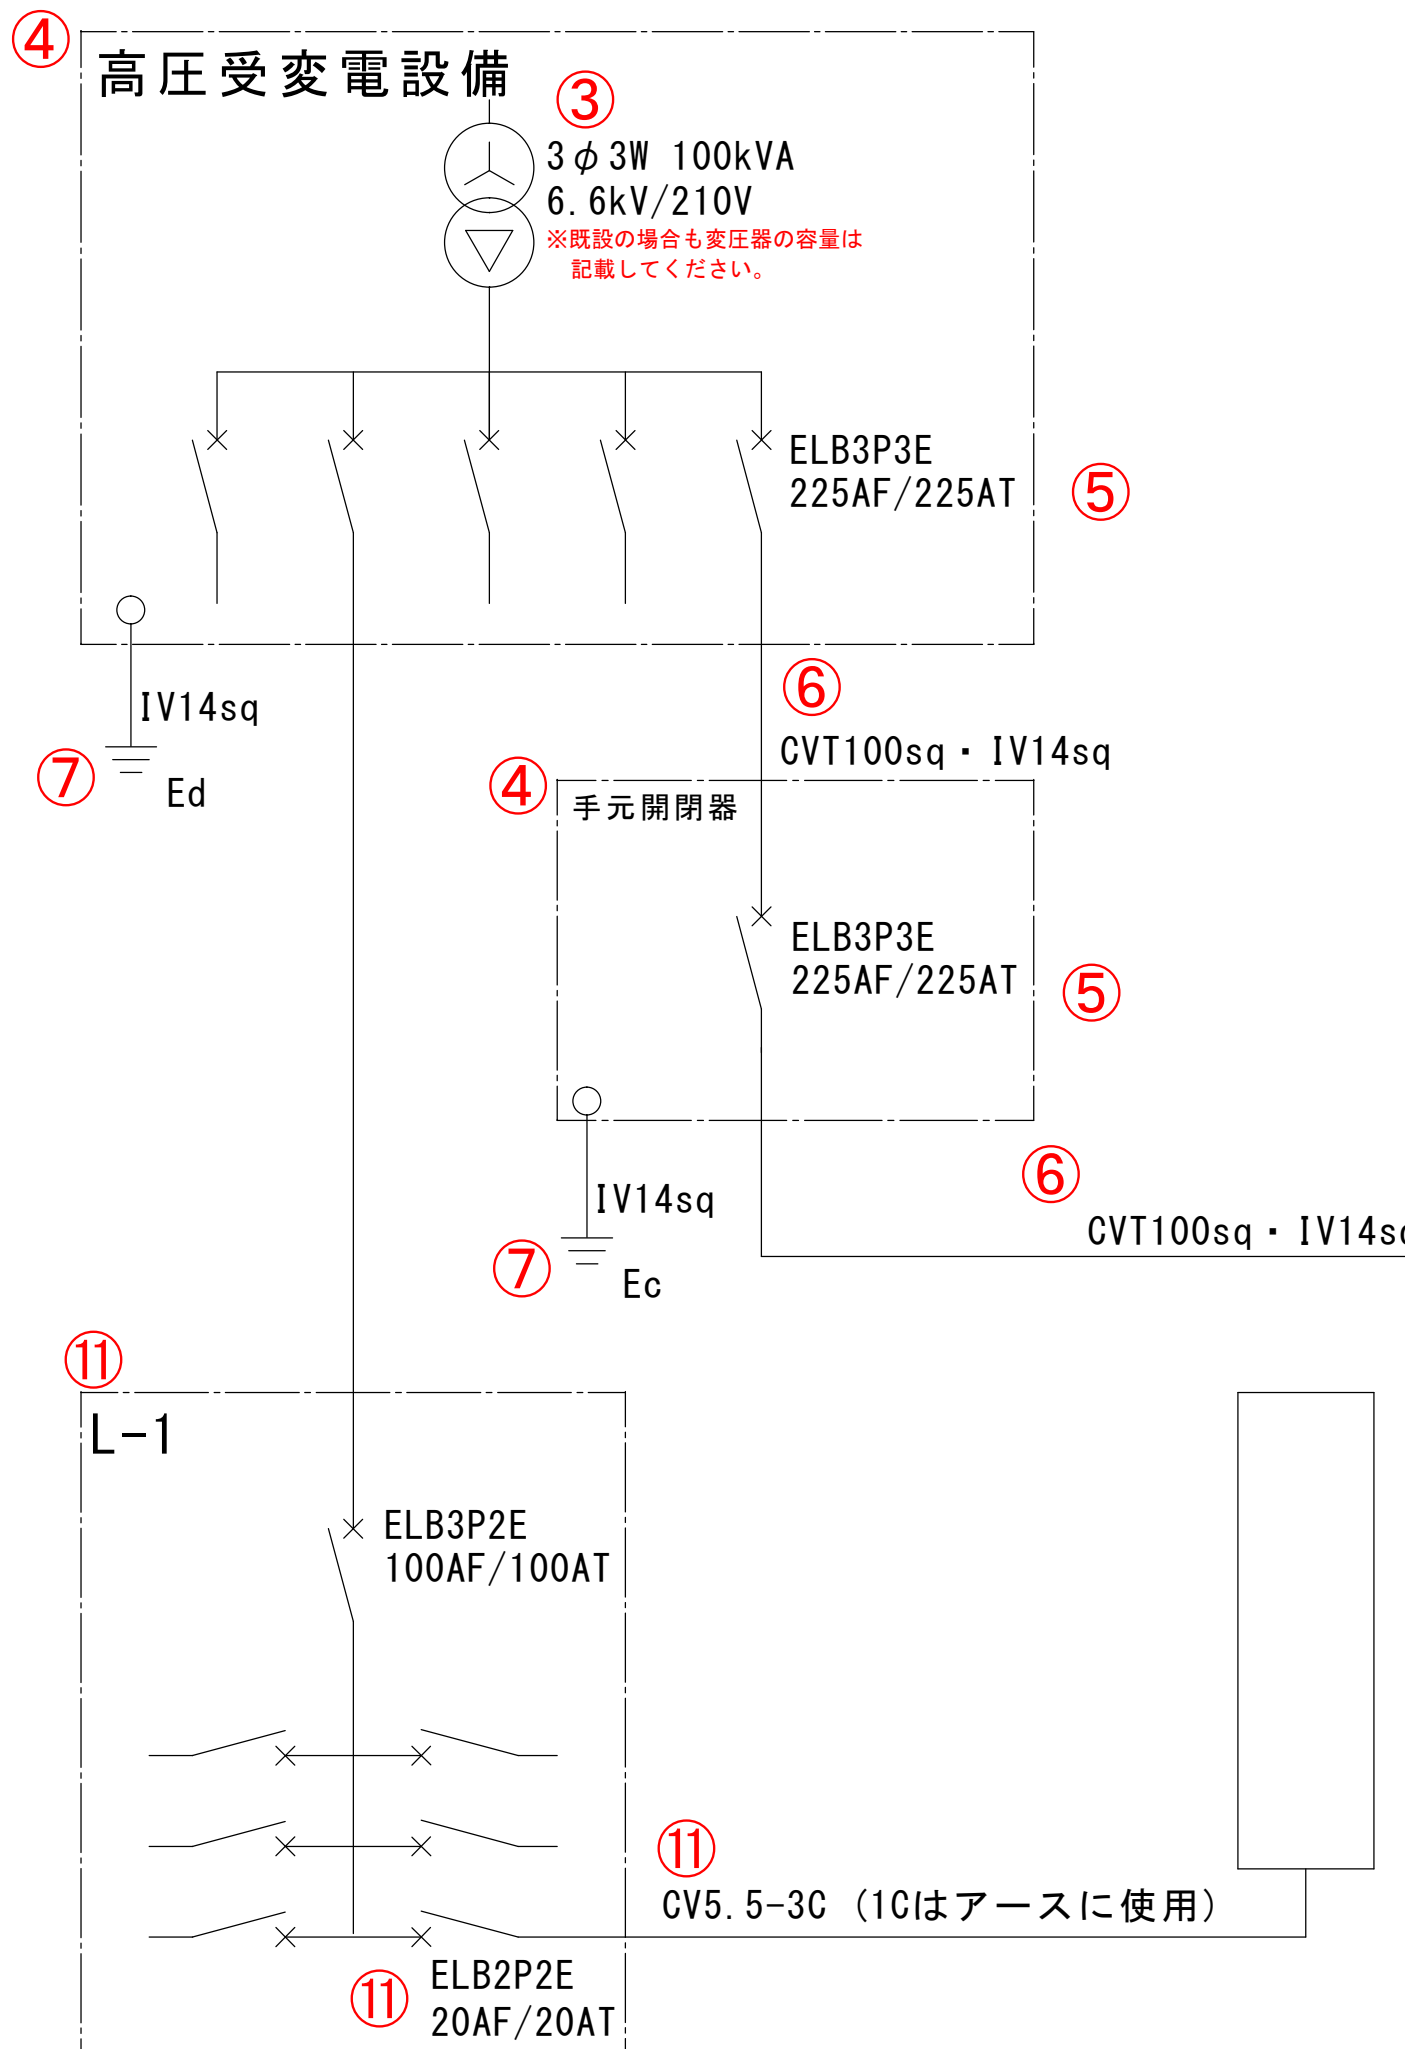 ④
高圧受変電設備
③
3φ3W 100kVA
6.6kV/210V
※既設の場合も変圧器の容量は
記載してください。
ELB3P3E
225AF/225AT
⑤
IV14sq
⑦
Ed
⑥
CVT100sq・IV14sq
④
手元開閉器
ELB3P3E
225AF/225AT
⑤
IV14sq
⑦
Ec
⑥
CVT100sq・IV14sq
⑪
L-1
ELB3P2E
100AF/100AT
⑪
CV5.5-3C (1Cはアースに使用)
⑪
ELB2P2E
20AF/20AT